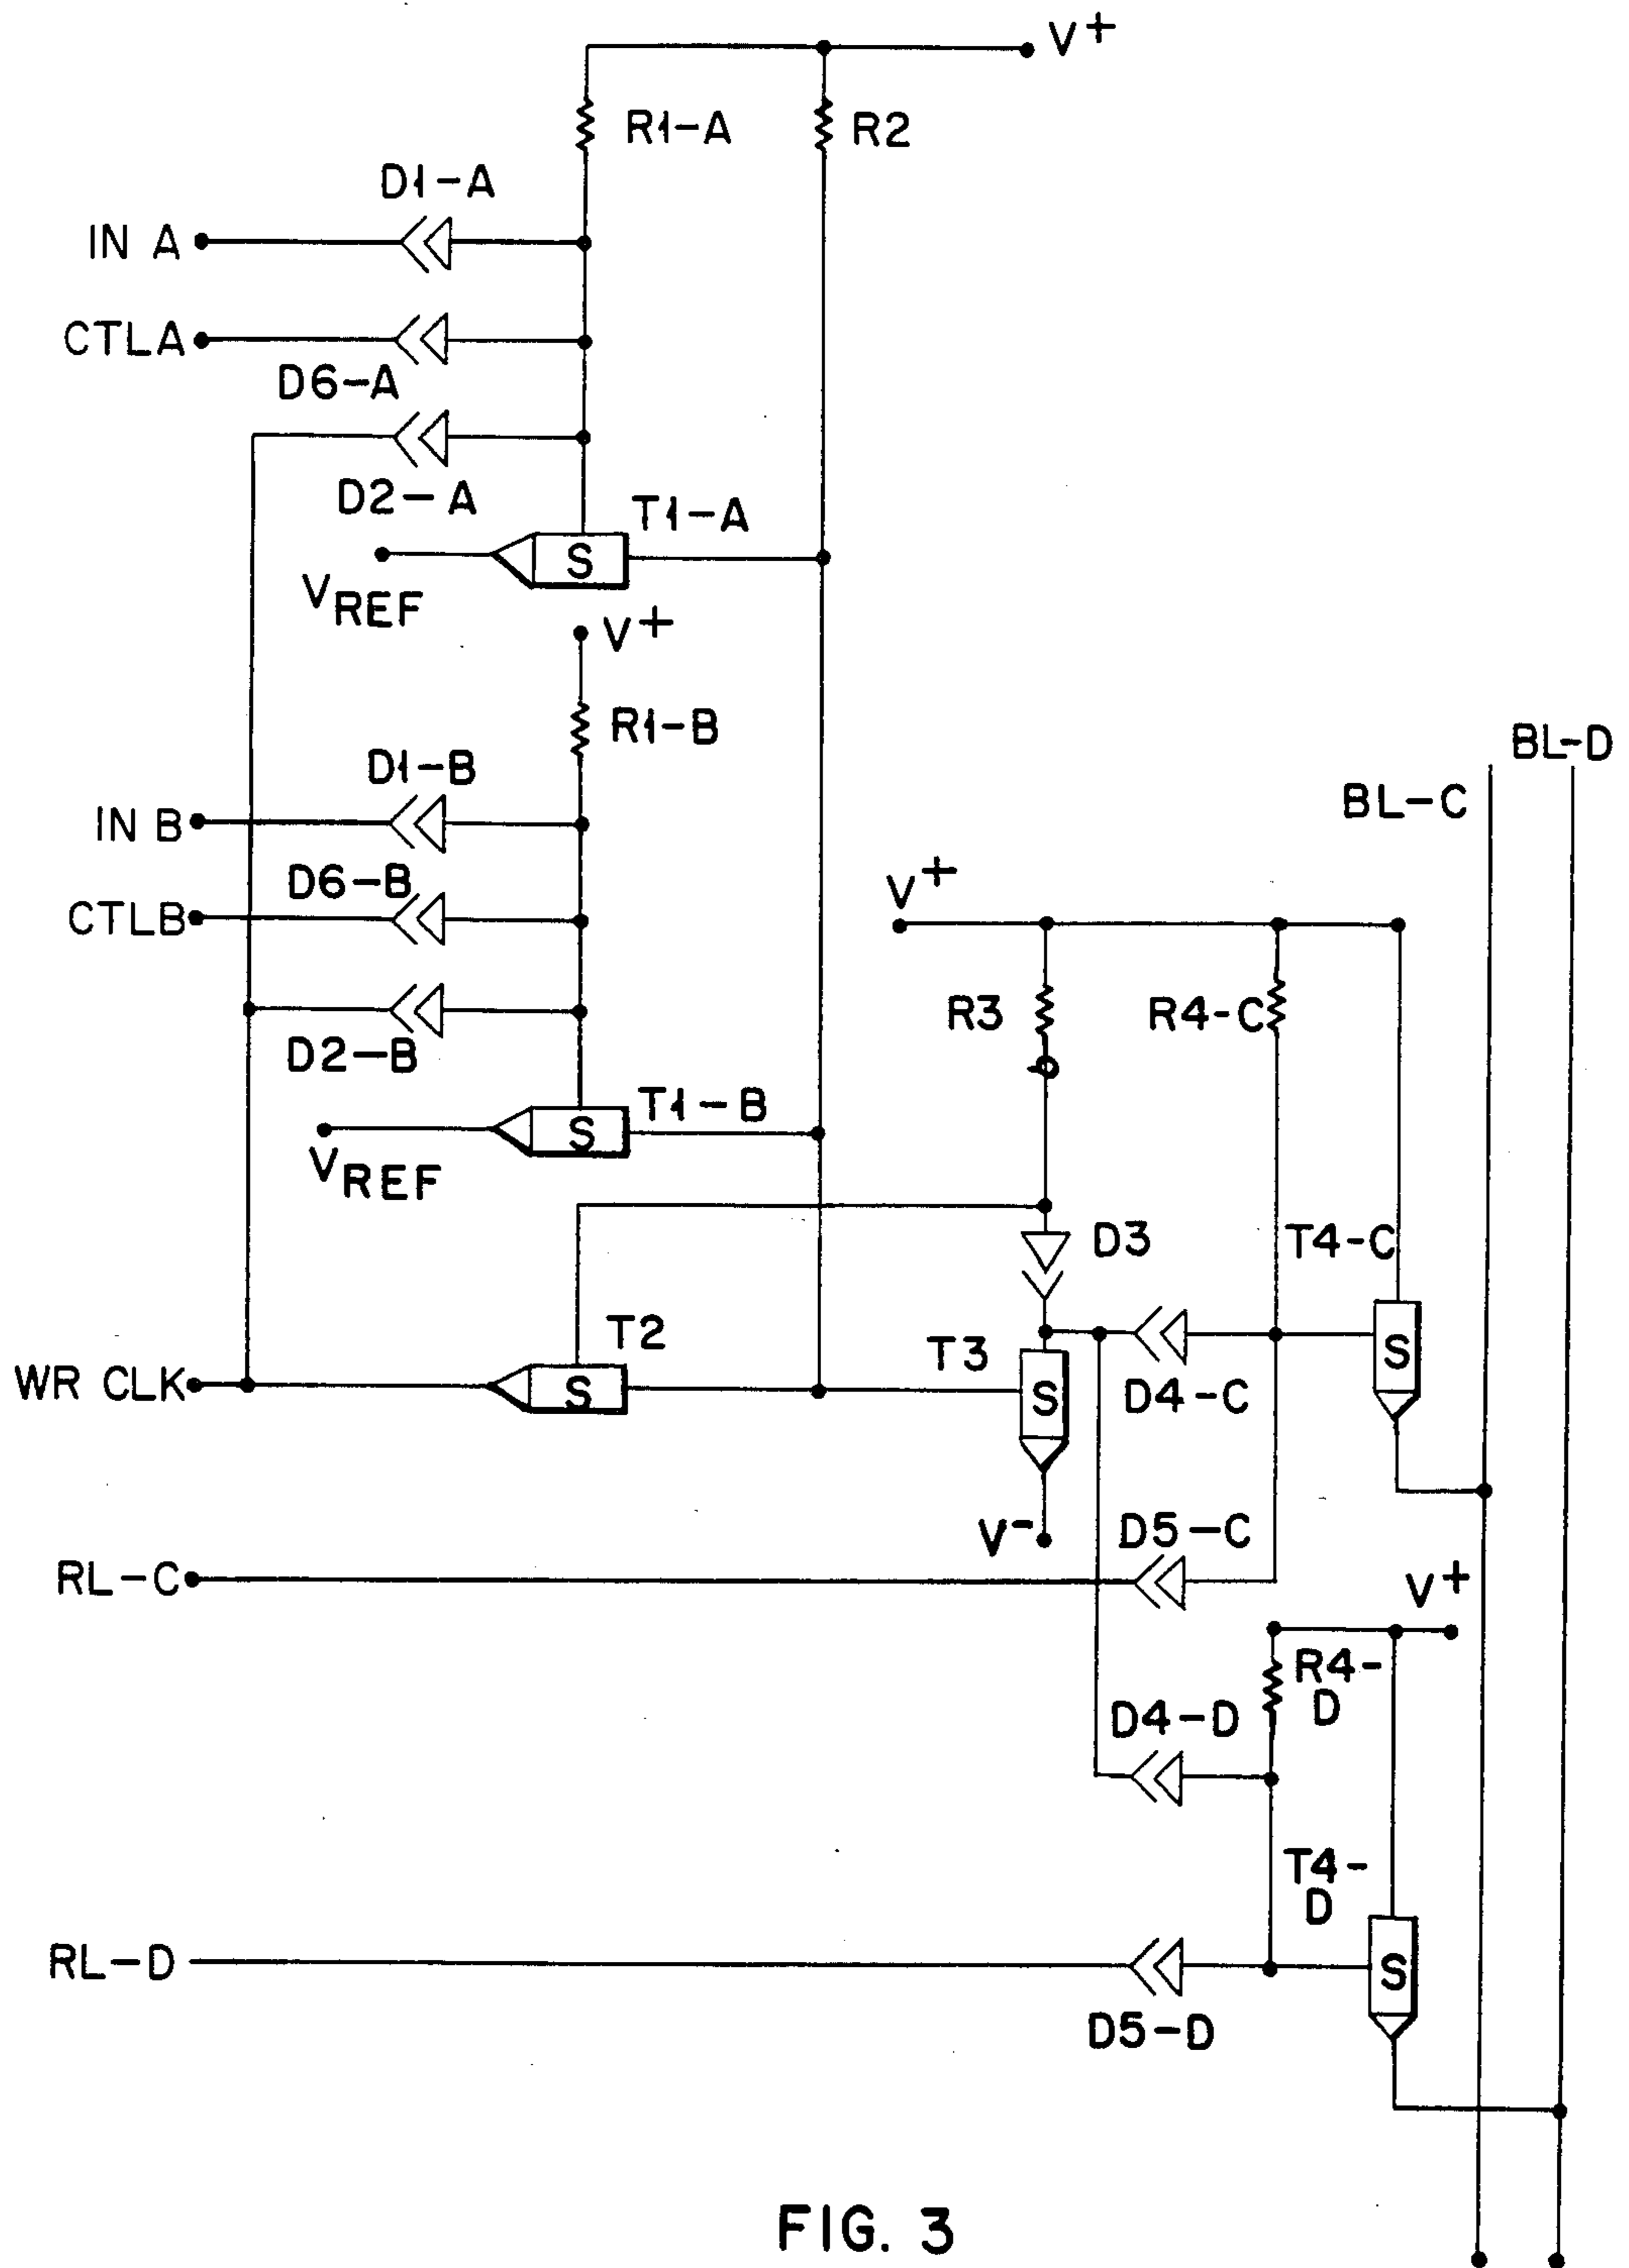 V+
R1-A
R2
D1-A
IN A
CTLA
D6-A
D2-A
T1-A
S
VREF
V+
R1-B
BL-D
D1-B
BL-C
IN B
D6-B
V+
CTLB
R3
R4-C
D2-B
T1-B
S
VREF
D3
T4-C
T2
T3
S
WR CLK
S
S
D4-C
V-
D5-C
RL-C
V+
R4-
D
D4-D
T4-
D
RL-D
S
D5-D
FIG. 3